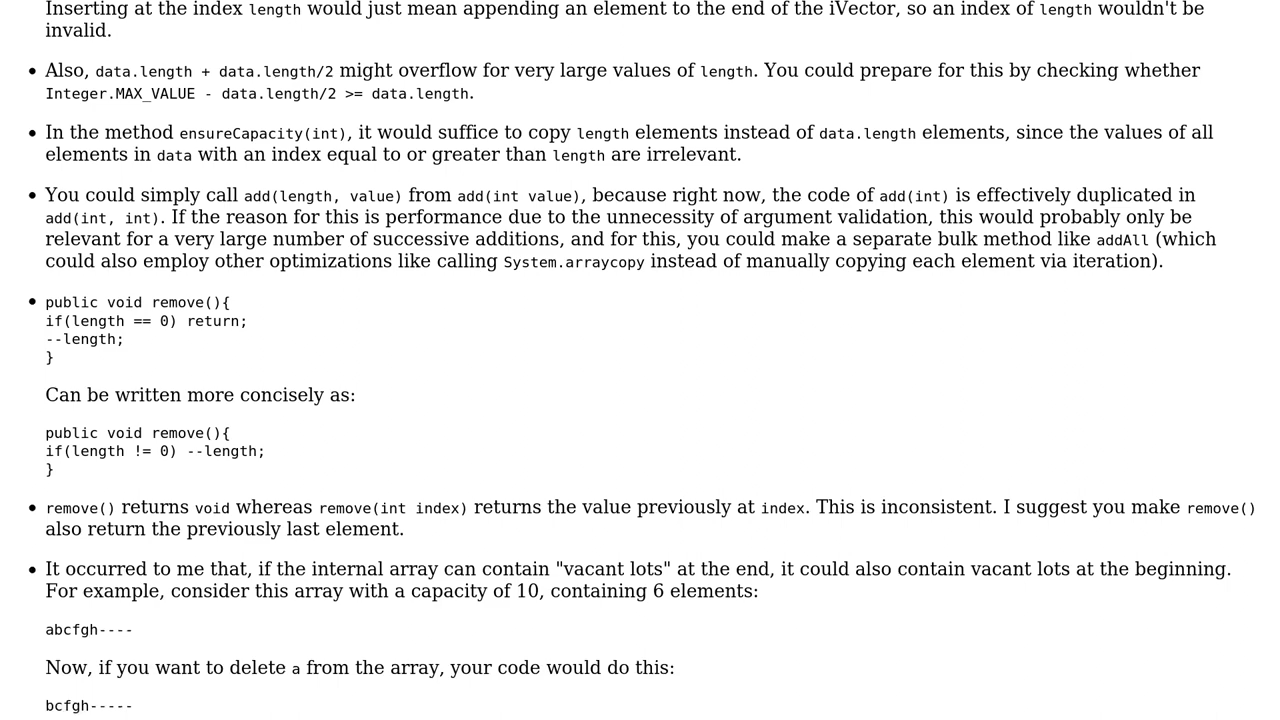 Inserting at the index length would just mean appending an element to the end of the iVector, so an index of length wouldn't be
invalid.
• Also, data.length + data.length/2 might overflow for very large values of length. You could prepare for this by checking whether
Integer.MAX_VALUE - data.length/2 >= data.length.
• In the method ensureCapacity(int), it would suffice to copy length elements instead of data.length elements, since the values of all
elements in data with an index equal to or greater than length are irrelevant.
• You could simply call add(length, value) from add(int value), because right now, the code of add(int) is effectively duplicated in
add(int, int). If the reason for this is performance due to the unnecessity of argument validation, this would probably only be
relevant for a very large number of successive additions, and for this, you could make a separate bulk method like addAll (which
could also employ other optimizations like calling System.arraycopy instead of manually copying each element via iteration).
• public void remove(){
if(length == 0) return;
--length;
}
Can be written more concisely as:
public void remove(){
if(length != 0) --length;
}
• remove() returns void whereas remove(int index) returns the value previously at index. This is inconsistent. I suggest you make remove()
also return the previously last element.
• It occurred to me that, if the internal array can contain "vacant lots" at the end, it could also contain vacant lots at the beginning.
For example, consider this array with a capacity of 10, containing 6 elements:
abcfgh----
Now, if you want to delete a from the array, your code would do this:
bcfgh-----